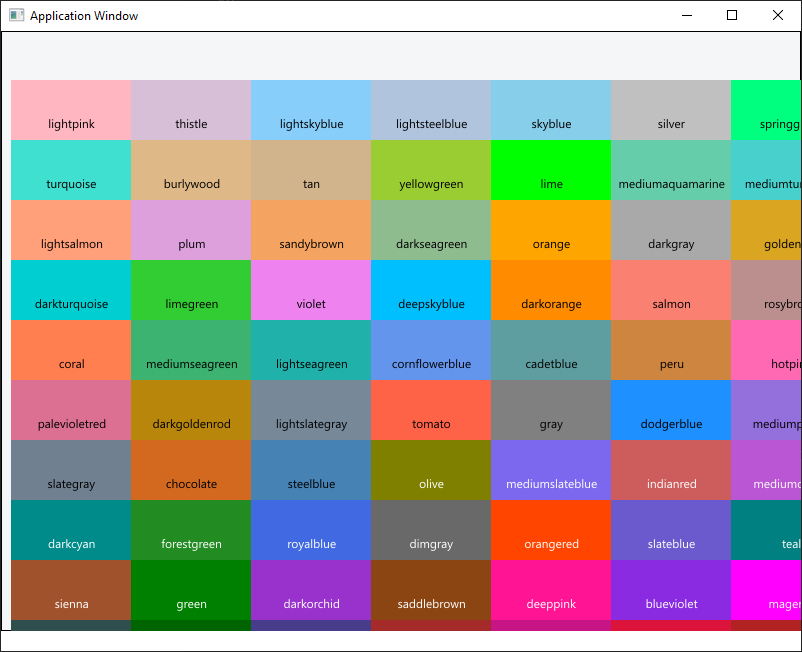 Application Window
lightpink thistle lightskyblue lightsteelblue skyblue silver springg
turquoise burlywood tan yellowgreen lime mediumaquamarine mediumtur
lightsalmon plum sandybrown darkseagreen orange darkgray golden
darkturquoise limegreen violet deepskyblue darkorange salmon rosybro
coral mediumseagreen lightseagreen cornflowerblue cadetblue peru hotpin
palevioletred darkgoldenrod lightslategray tomato gray dodgerblue mediump
slategray chocolate steelblue olive mediumslateblue indianred mediumo
darkcyan forestgreen royalblue dimgray orangered slateblue teal
sienna green darkorchid saddlebrown deeppink blueviolet magen